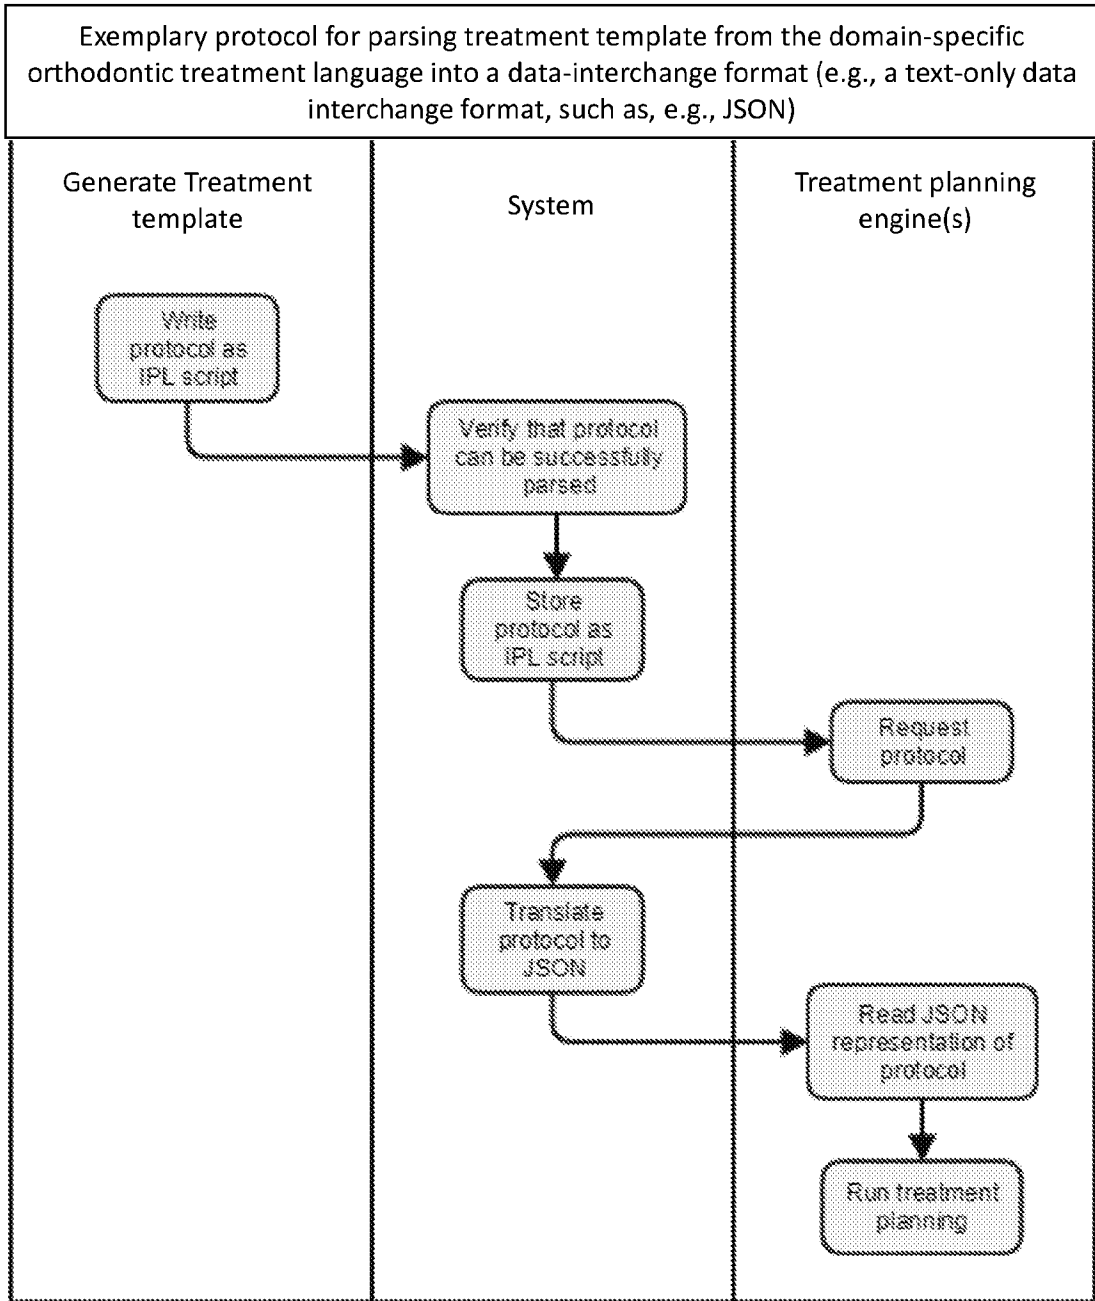 Exemplary protocol for parsing treatment template from the domain-specific
orthodontic treatment language into a data-interchange format (e.g., a text-only data
interchange format, such as, e.g., JSON)
Generate Treatment
template
System
Treatment planning
engine(s)
Write
protocol as
IPL script
Verify that protocol
can be successfully
parsed
Store
protocol as
IPL script
Request
protocol
Translate
protocol to
JSON
Read JSON
representation of
protocol
Run treatment
planning